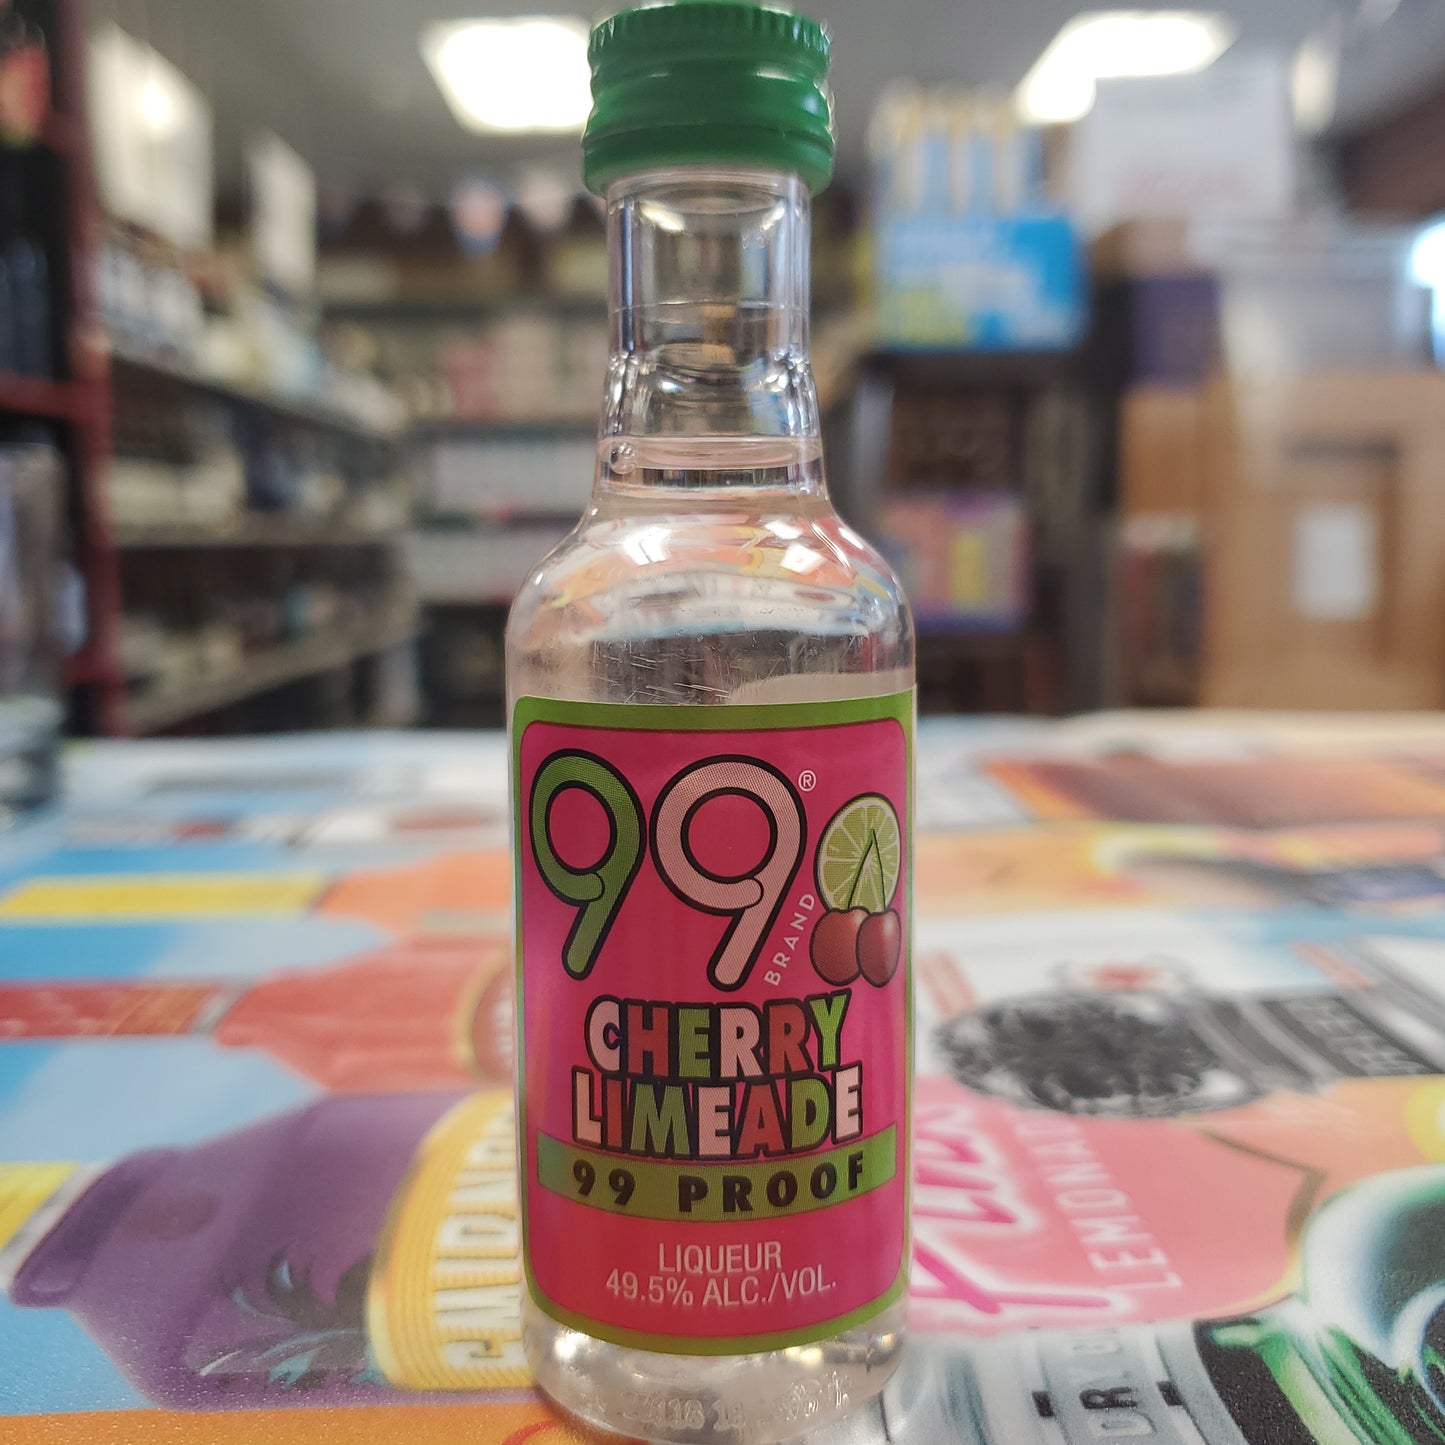 99®
BRAND
CHERRY
LIMEADE
99 PROOF
LIQUEUR
49.5% ALC./VOL.
LEMONADE